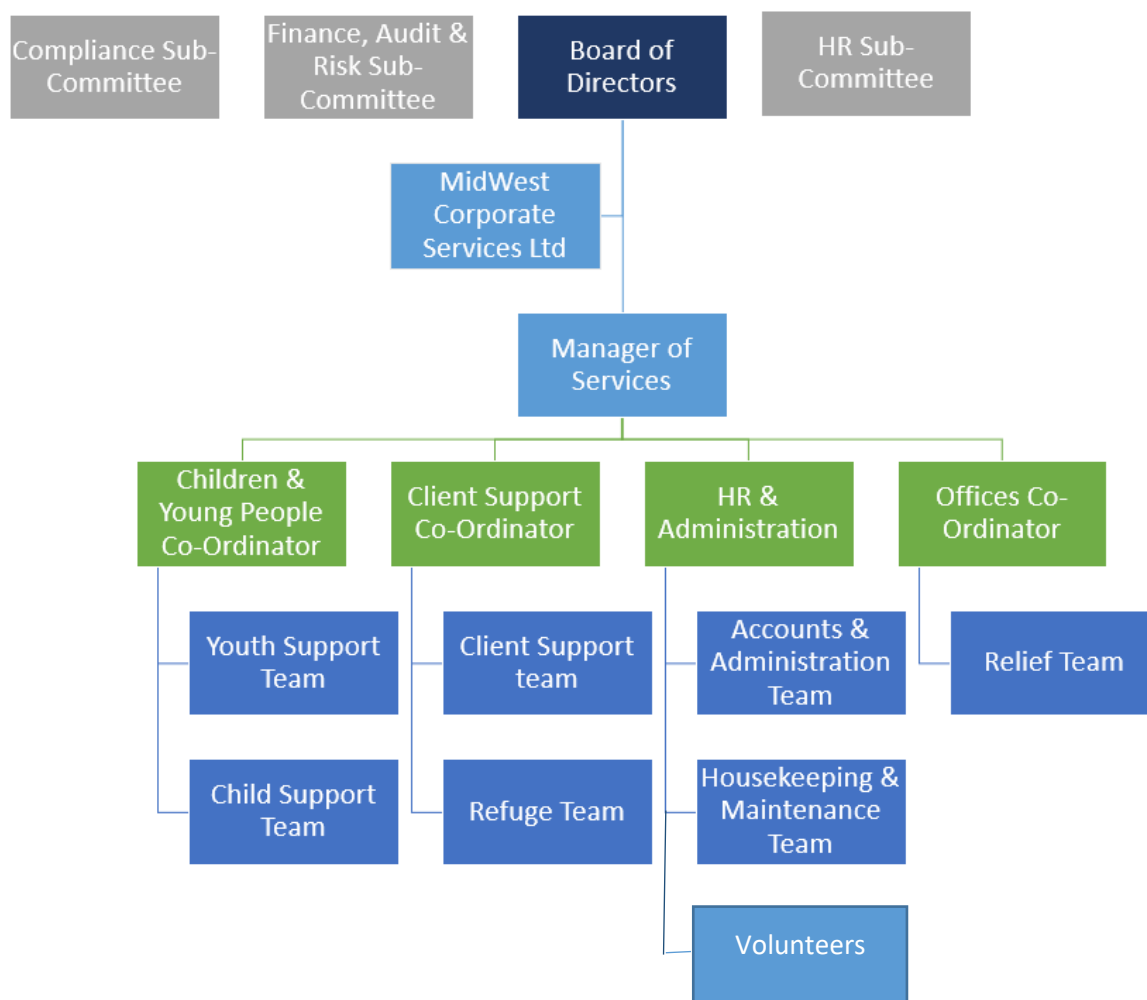 Compliance Sub-
Committee
Finance, Audit &
Risk Sub-
Committee
Board of
Directors
HR Sub-
Committee
MidWest
Corporate
Services Ltd
Manager of
Services
Children &
Young People
Co-Ordinator
Client Support
Co-Ordinator
HR &
Administration
Offices Co-
Ordinator
Youth Support
Team
Client Support
team
Accounts &
Administration
Team
Relief Team
Child Support
Team
Refuge Team
Housekeeping &
Maintenance
Team
Volunteers